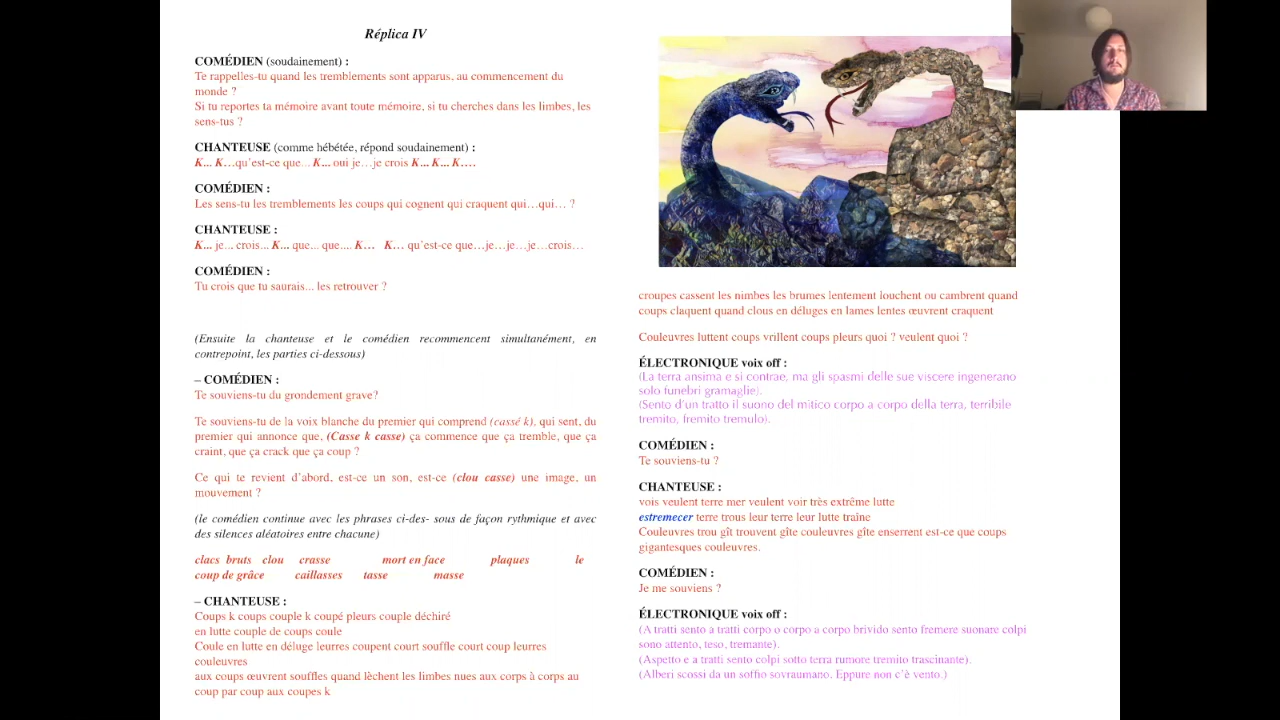 Réplica IV
COMÉDIEN (soudainement) :
Te rappelles-tu quand les tremblements sont apparus, au commencement du
monde ?
Si tu reportes ta mémoire avant toute mémoire, si tu cherches dans les limbes, les
sens-tus ?
CHANTEUSE (comme hébétée, répond soudainement) :
K... K…qu'est-ce que... K... oui je…je crois K... K... K….
COMÉDIEN :
Les sens-tu les tremblements les coups qui cognent qui craquent qui…qui… ?
CHANTEUSE :
K... je... crois... K... que... que.... K… K… qu'est-ce que…je…je…je…crois…
COMÉDIEN :
Tu crois que tu saurais... les retrouver ?
(Ensuite la chanteuse et le comédien recommencent simultanément, en
contrepoint, les parties ci-dessous)
– COMÉDIEN :
Te souviens-tu du grondement grave?
Te souviens-tu de la voix blanche du premier qui comprend (cassé k), qui sent, du
premier qui annonce que, (Casse k casse) ça commence que ça tremble, que ça
craint, que ça crack que ça coup ?
Ce qui te revient d'abord, est-ce un son, est-ce (clou casse) une image, un
mouvement ?
(le comédien continue avec les phrases ci-des- sous de façon rythmique et avec
des silences aléatoires entre chacune)
clacs bruts clou crasse mort en face plaques le
coup de grâce caillasses tasse masse
– CHANTEUSE :
Coups k coups couple k coupé pleurs couple déchiré
en lutte couple de coups coule
Coule en lutte en déluge leurres coupent court souffle court coup leurres
couleuvres
aux coups œuvrent souffles quand lèchent les limbes nues aux corps à corps au
coup par coup aux coupes k
croupes cassent les nimbes les brumes lentement louchent ou cambrent quand
coups claquent quand clous en déluges en lames lentes œuvrent craquent
Couleuvres luttent coups vrillent coups pleurs quoi ? veulent quoi ?
ÉLECTRONIQUE voix off :
(La terra ansima e si contrae, ma gli spasmi delle sue viscere ingenerano
solo funebri gramaglie).
(Sento d'un tratto il suono del mitico corpo a corpo della terra, terribile
tremito, fremito tremulo).
COMÉDIEN :
Te souviens-tu ?
CHANTEUSE :
vois veulent terre mer veulent voir très extrême lutte
estremecer terre trous leur terre leur lutte traîne
Couleuvres trou gît trouvent gîte couleuvres gîte enserrent est-ce que coups
gigantesques couleuvres.
COMÉDIEN :
Je me souviens ?
ÉLECTRONIQUE voix off :
(A tratti sento a tratti corpo o corpo a corpo brivido sento fremere suonare colpi
sono attento, teso, tremante).
(Aspetto e a tratti sento colpi sotto terra rumore tremito trascinante).
(Alberi scossi da un soffio sovraumano. Eppure non c'è vento.)